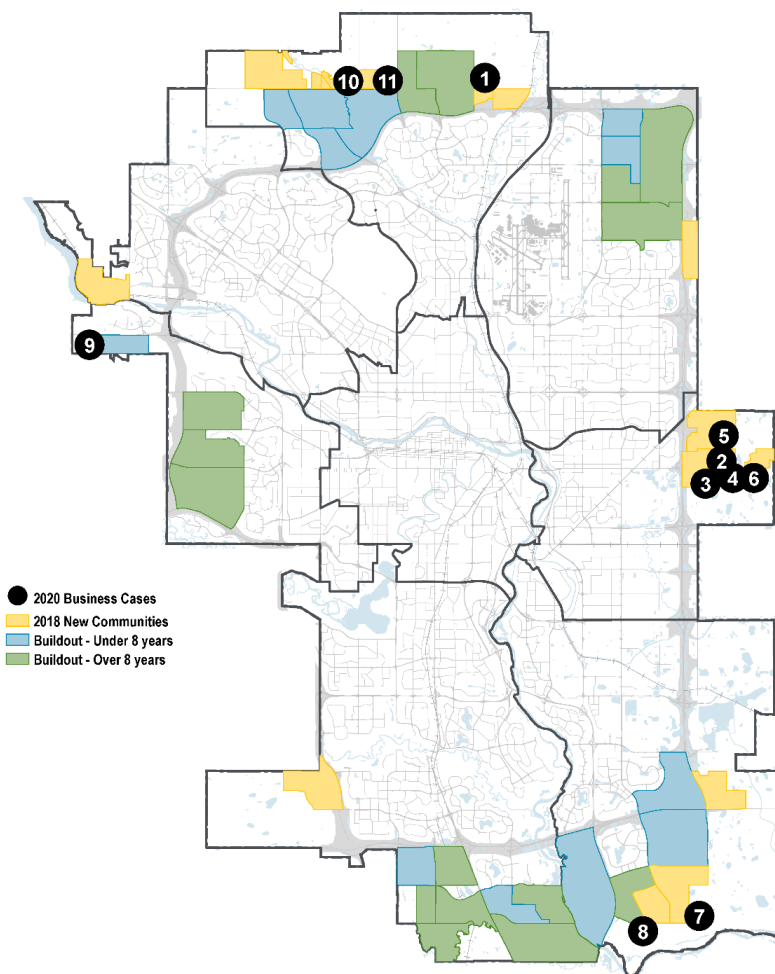 10
11
1
9
5
2
3
4
6
2020 Business Cases
2018 New Communities
Buildout - Under 8 years
Buildout - Over 8 years
7
8